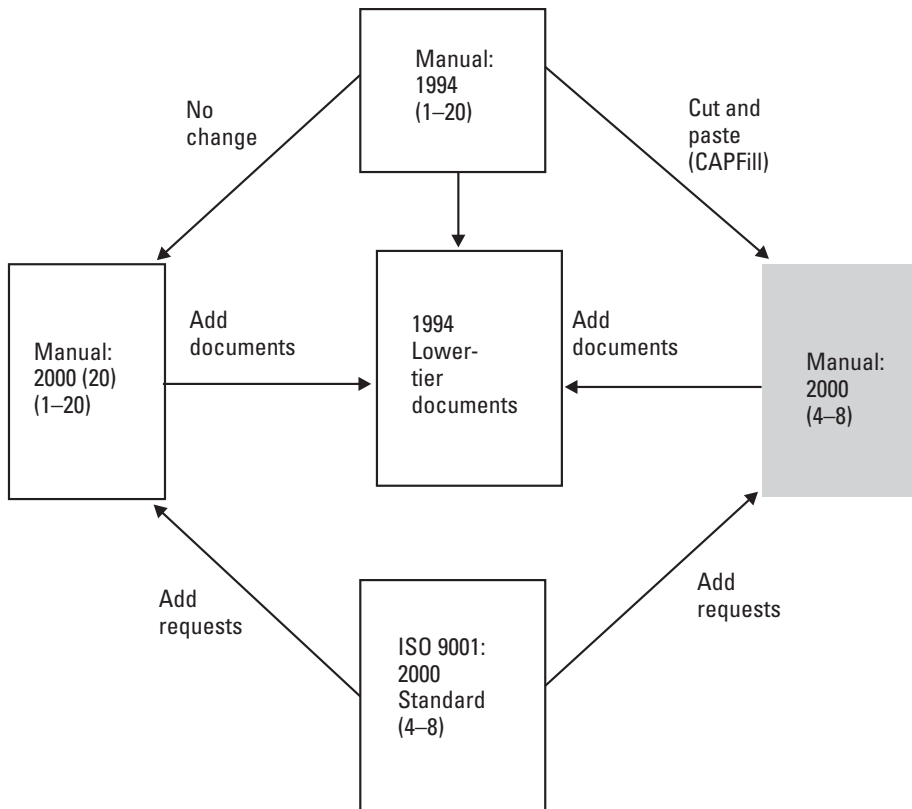 Manual:
1994
(1–20)
No
change
Cut and
paste
(CAPFill)
Manual:
2000 (20)
(1–20)
Add
documents
1994
Lower-
tier
documents
Add
documents
Manual:
2000
(4–8)
Add
requests
ISO 9001:
2000
Standard
(4–8)
Add
requests